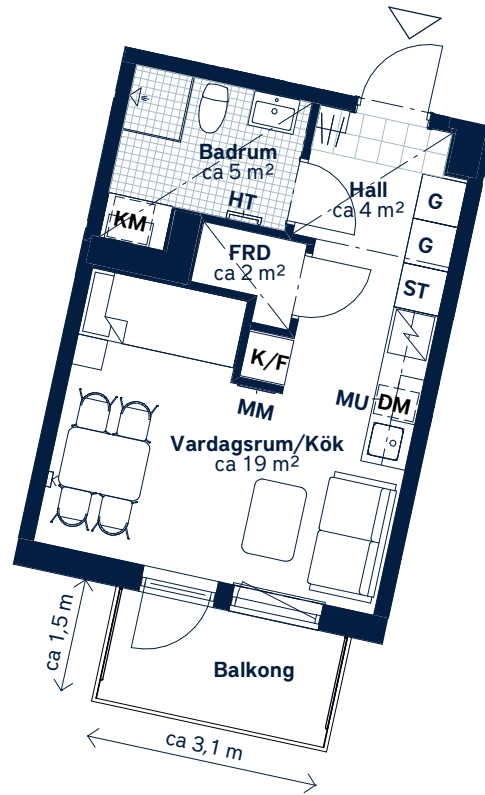 Badrum
ca 5 m²
HT
Hall
ca 4 m²
G
G
KM
FRD
ca 2 m²
ST
K/F
MM
MU DM
Vardagsrum/Kök
ca 19 m²
ca 1,5 m
Balkong
ca 3,1 m